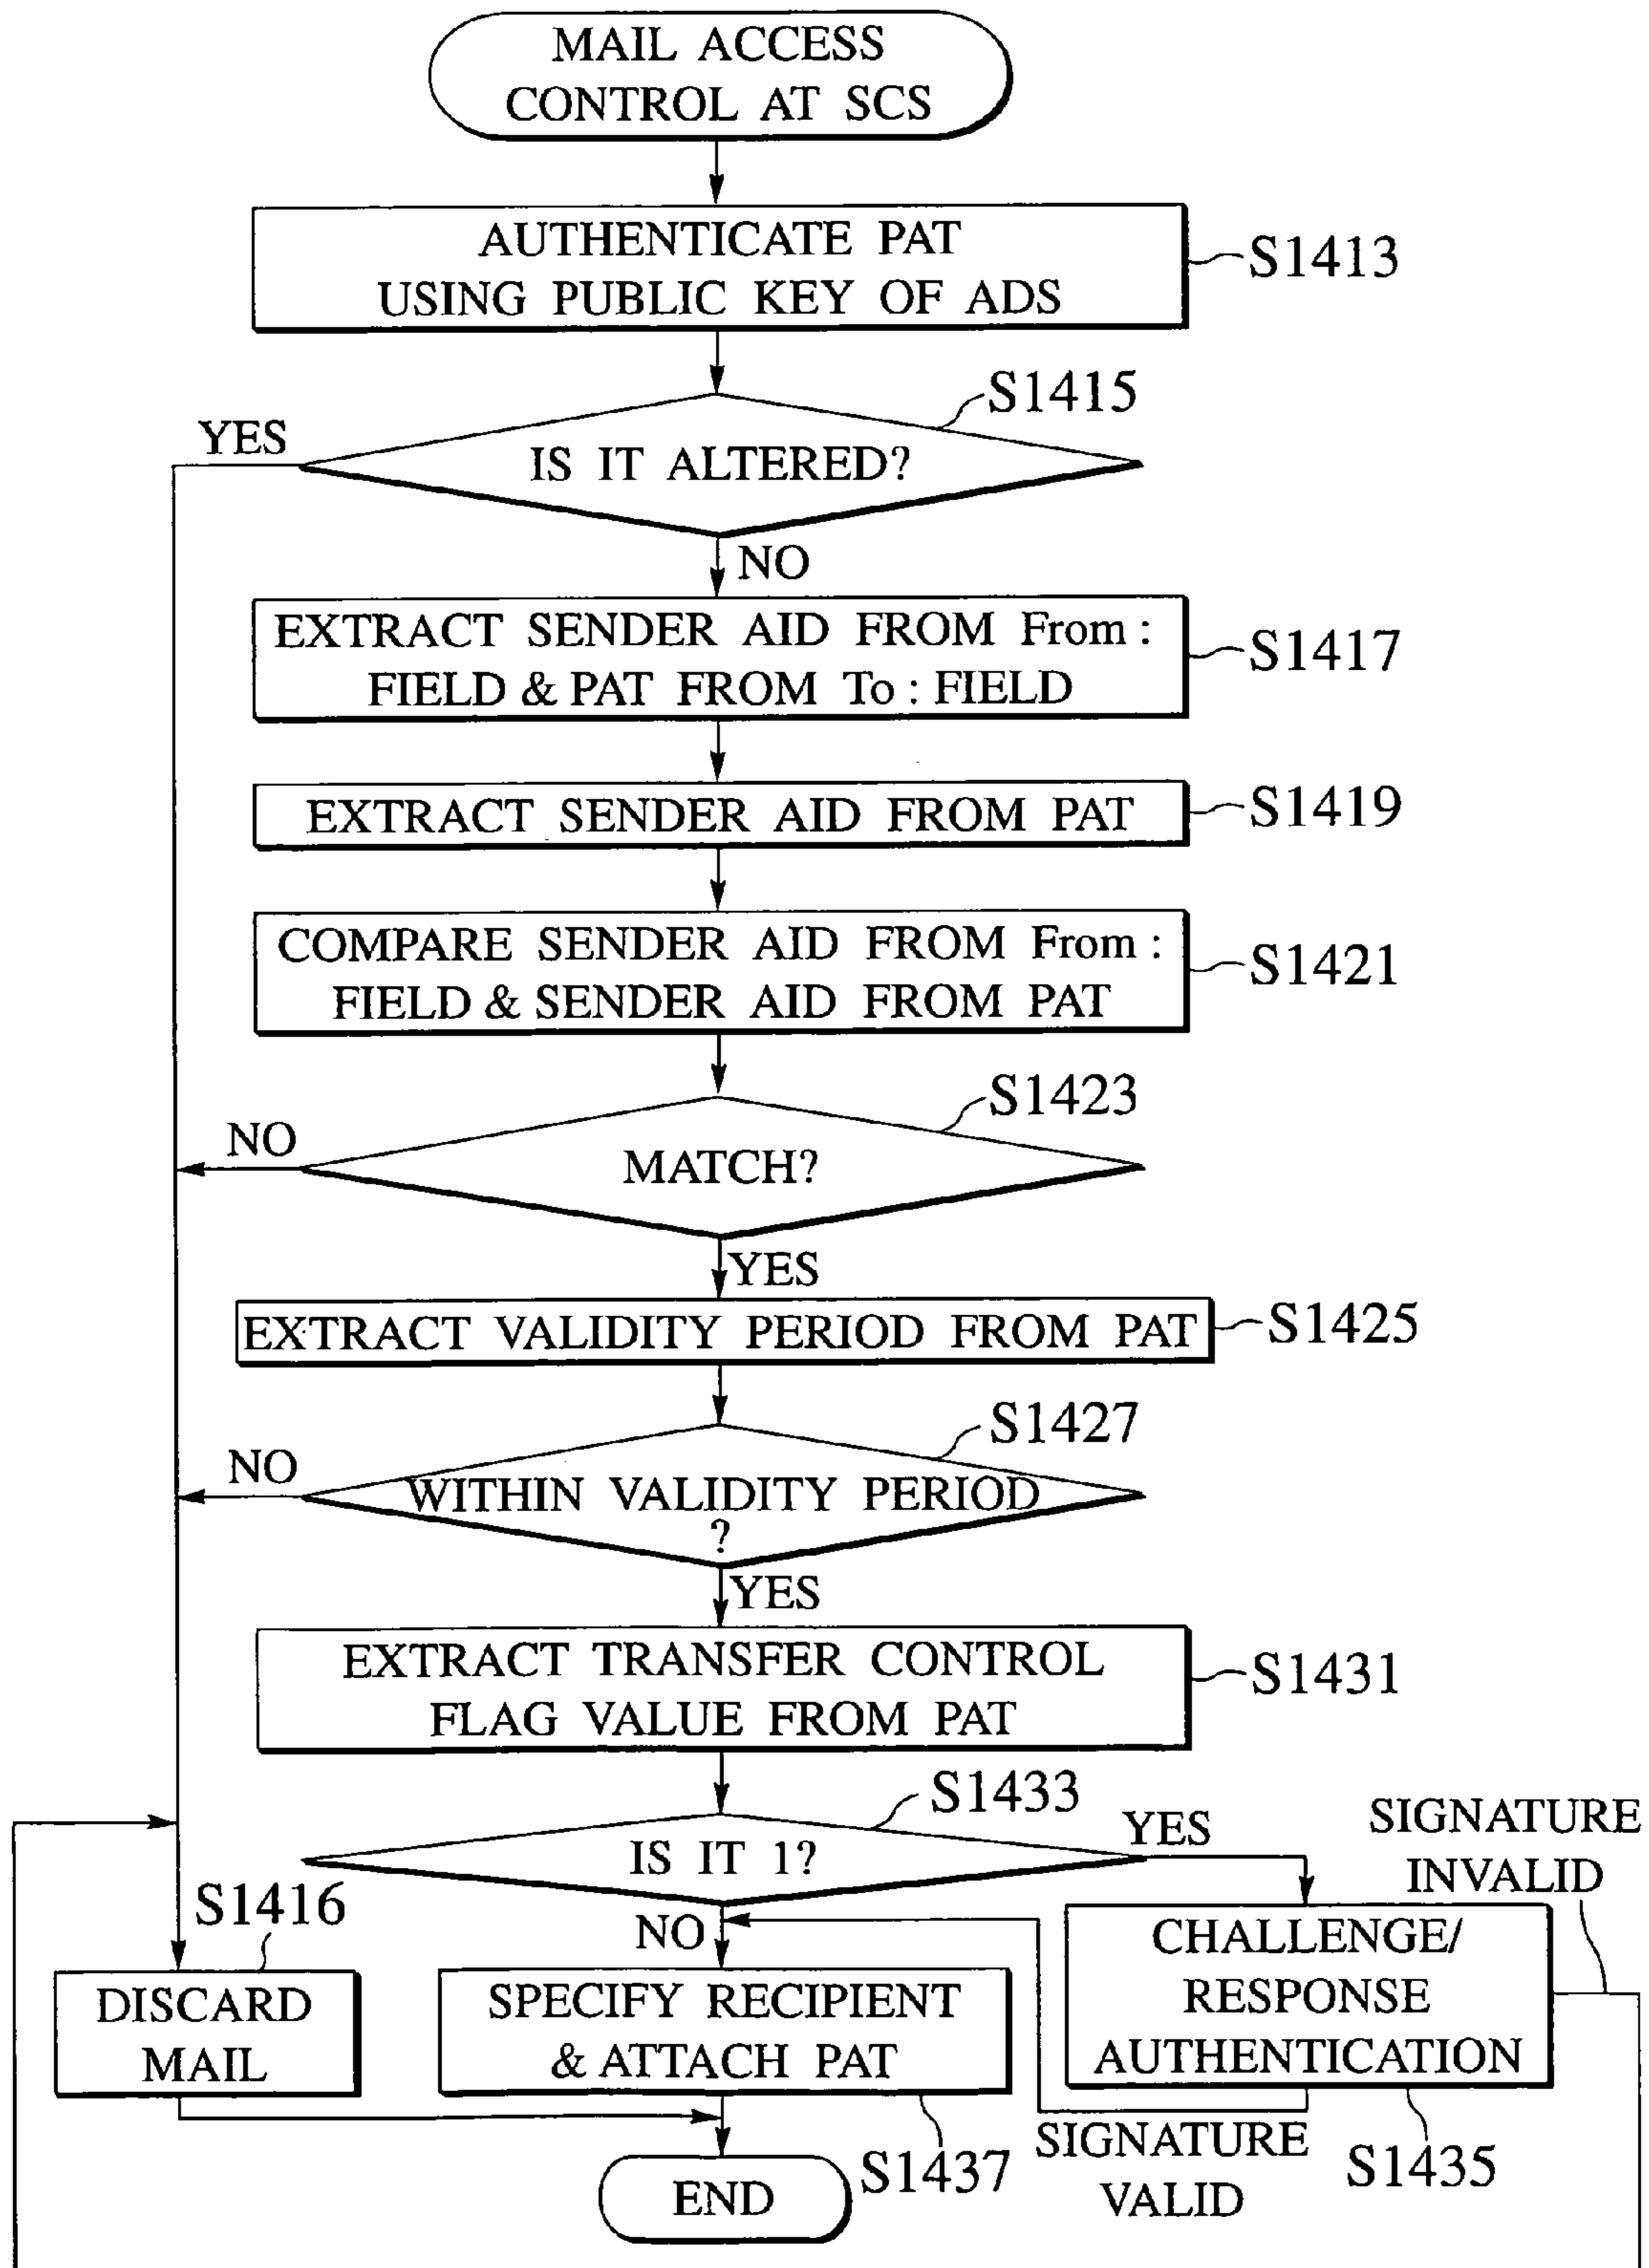 MAIL ACCESS
CONTROL AT SCS
AUTHENTICATE PAT
USING PUBLIC KEY OF ADS
S1413
S1415
YES
IS IT ALTERED?
NO
EXTRACT SENDER AID FROM From :
FIELD & PAT FROM To : FIELD
S1417
EXTRACT SENDER AID FROM PAT
S1419
COMPARE SENDER AID FROM From :
FIELD & SENDER AID FROM PAT
S1421
S1423
NO
MATCH?
YES
EXTRACT VALIDITY PERIOD FROM PAT
S1425
S1427
NO
WITHIN VALIDITY PERIOD
?
YES
EXTRACT TRANSFER CONTROL
FLAG VALUE FROM PAT
S1431
S1433
IS IT 1?
YES
SIGNATURE
INVALID
S1416
NO
DISCARD
MAIL
SPECIFY RECIPIENT
& ATTACH PAT
CHALLENGE/
RESPONSE
AUTHENTICATION
S1437
SIGNATURE
VALID
S1435
END